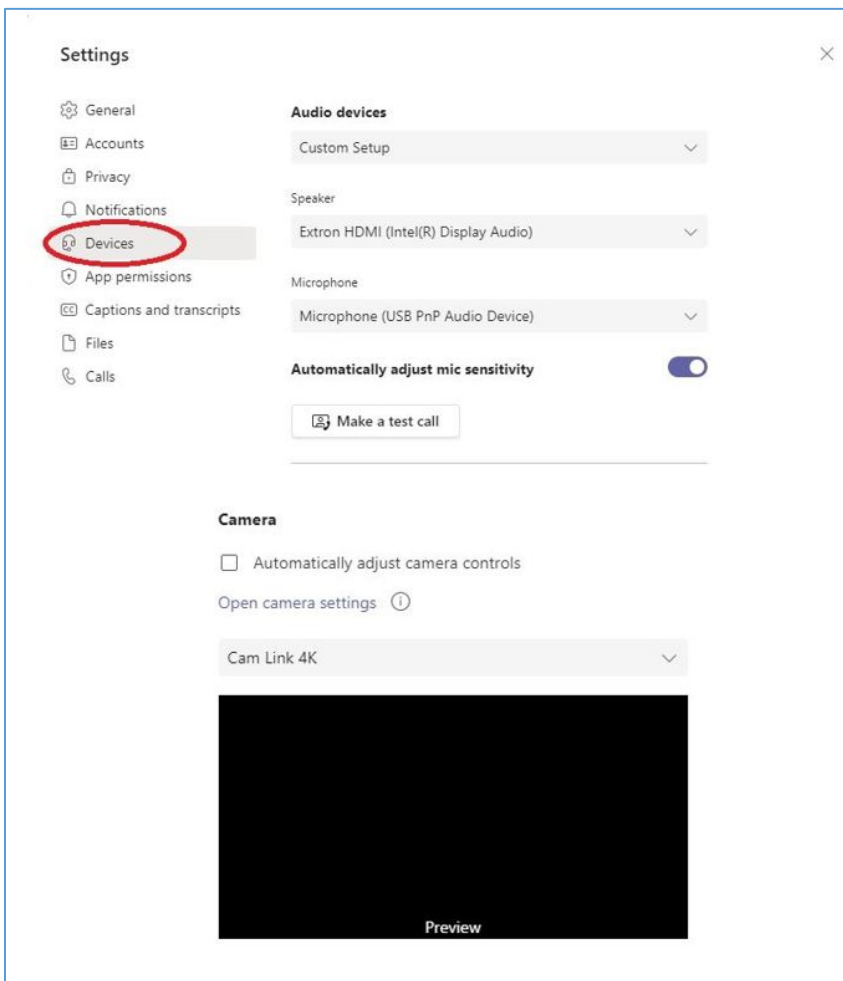 Settings
General
Accounts
Privacy
Notifications
Devices
App permissions
CC Captions and transcripts
Files
Calls
Audio devices
Custom Setup
Speaker
Extron HDMI (Intel(R) Display Audio)
Microphone
Microphone (USB PnP Audio Device)
Automatically adjust mic sensitivity
Make a test call
Camera
Automatically adjust camera controls
Open camera settings
Cam Link 4K
Preview